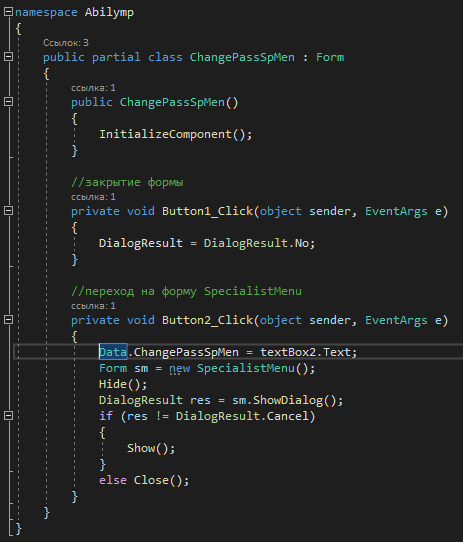 namespace Abilymp
{
Ссылок: 3
public partial class ChangePassSpMen : Form
{
ссылка: 1
public ChangePassSpMen()
{
InitializeComponent();
}
//закрытие формы
ссылка: 1
private void Button1_Click(object sender, EventArgs e)
{
DialogResult = DialogResult.No;
}
//переход на форму SpecialistMenu
ссылка: 1
private void Button2_Click(object sender, EventArgs e)
{
Data.ChangePassSpMen = textBox2.Text;
Form sm = new SpecialistMenu();
Hide();
DialogResult res = sm.ShowDialog();
if (res != DialogResult.Cancel)
{
Show();
}
else Close();
}
}
}